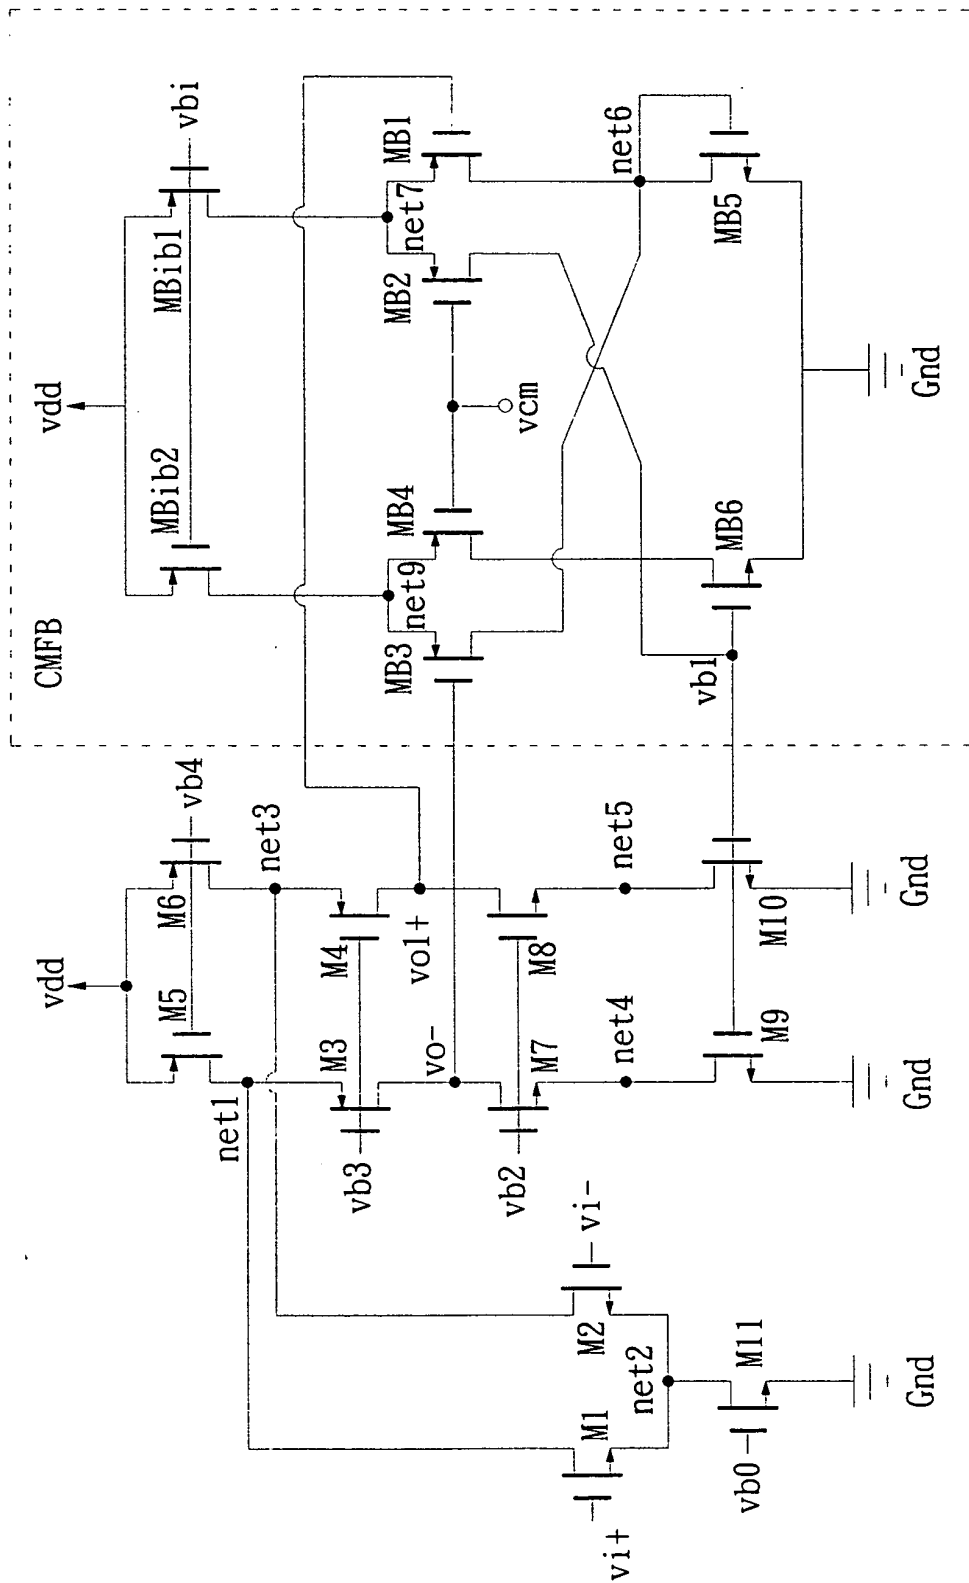 vdd
vdd
CMFB
M5
M6
vb4
MBib2
MBib1
vbi
net1
net3
vb3
M3
M4
vo-
vo1+
net9
net7
MB3
MB4
MB2
MB1
vb2
M7
M8
vcm
vi+
M1
M2
vi-
net2
net4
net5
net6
vb1
MB6
MB5
vb0
M11
M9
M10
Gnd
Gnd
Gnd
Gnd